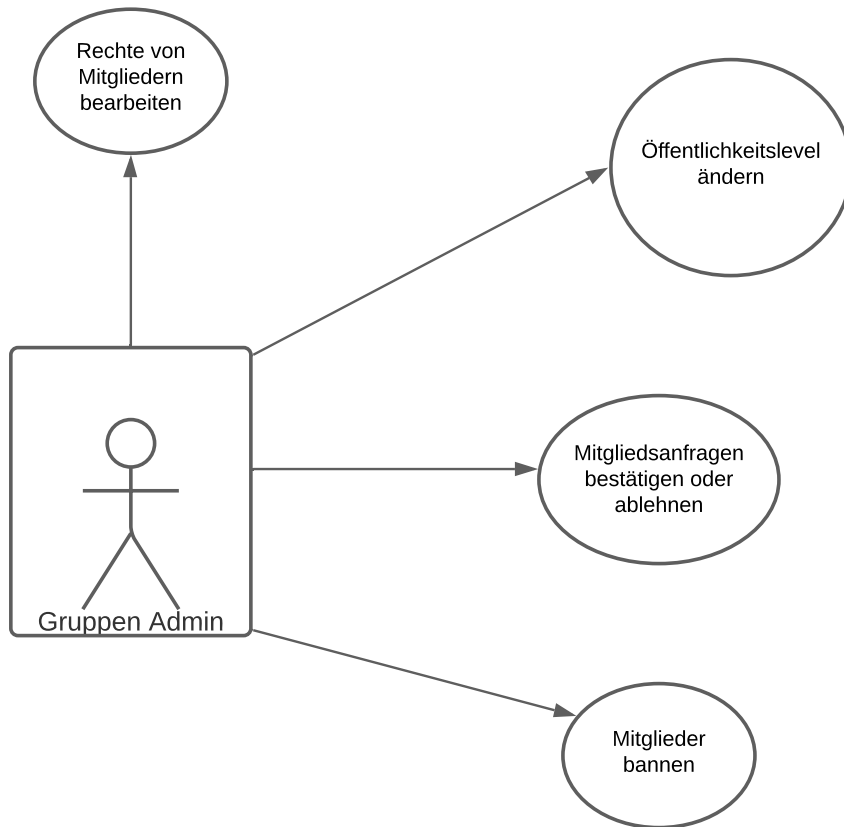 Rechte von
Mitgliedern
bearbeiten
Öffentlichkeitslevel
ändern
Mitgliedsanfragen
bestätigen oder
ablehnen
Gruppen Admin
Mitglieder
bannen